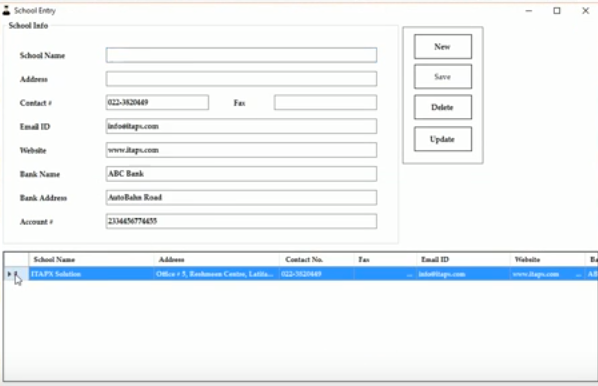 School Entry
School Info
School Name
Address
Contact # 022-3820449 Fax
Email ID info@itaps.com
Website www.itaps.com
Bank Name ABC Bank
Bank Address AutoBahn Road
Account # 2334456774455
New
Save
Delete
Update
School Name Address Contact No. Fax Email ID Website Ba
ITAPS Solution Office # 5, Reshmeen Centre, Latifa... 022-3820449 ... info@itaps.com www.itaps.com ... AB